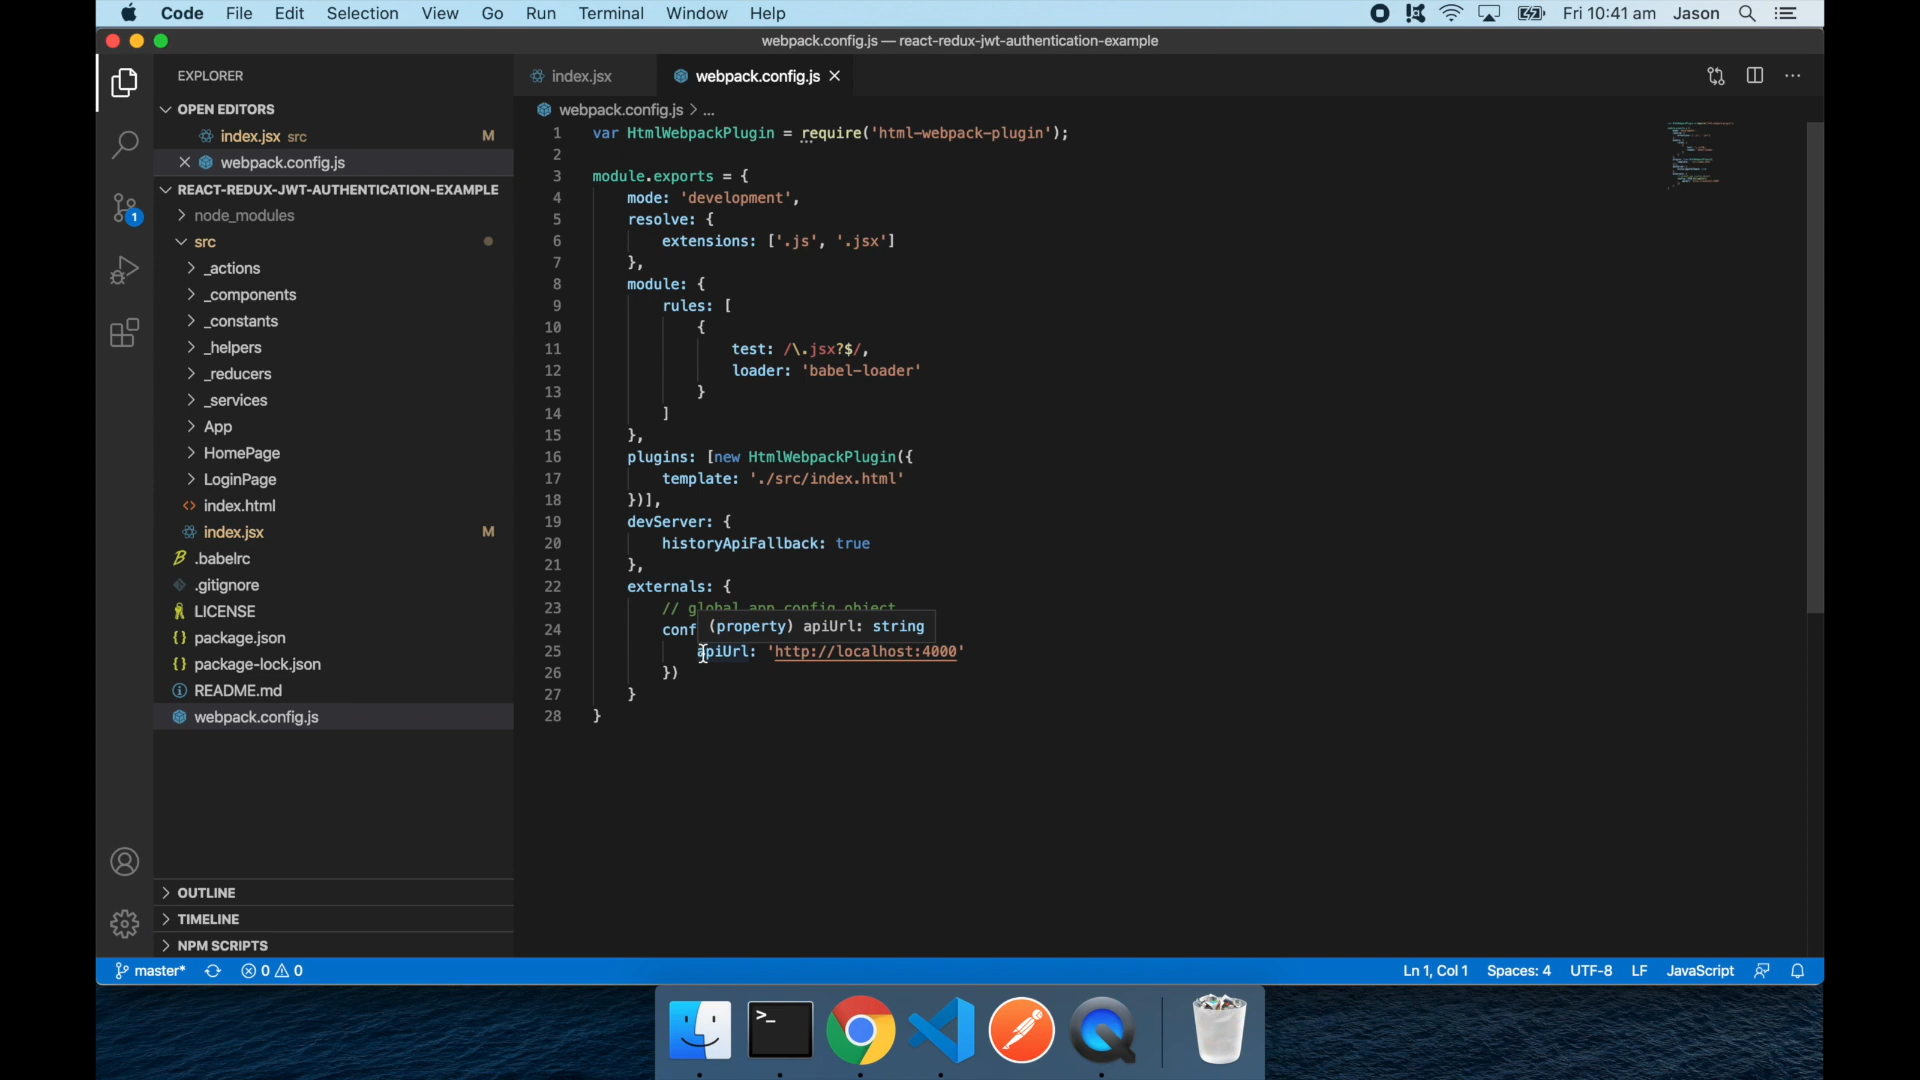 Code File Edit Selection View Go Run Terminal Window Help Fri 10:41 am Jason
webpack.config.js — react-redux-jwt-authentication-example
EXPLORER
OPEN EDITORS
index.jsx src M
webpack.config.js
REACT-REDUX-JWT-AUTHENTICATION-EXAMPLE
node_modules
src
_actions
_components
_constants
_helpers
_reducers
_services
App
HomePage
LoginPage
index.html
index.jsx M
.babelrc
.gitignore
LICENSE
package.json
package-lock.json
README.md
webpack.config.js
OUTLINE
TIMELINE
NPM SCRIPTS
1
index.jsx webpack.config.js
webpack.config.js > ...
1 var HtmlWebpackPlugin = require('html-webpack-plugin');
2
3 module.exports = {
4 mode: 'development',
5 resolve: {
6 extensions: ['.js', '.jsx']
7 },
8 module: {
9 rules: [
10 {
11 test: /\.jsx?$/,
12 loader: 'babel-loader'
13 }
14 ]
15 },
16 plugins: [new HtmlWebpackPlugin({
17 template: './src/index.html'
18 })],
19 devServer: {
20 historyApiFallback: true
21 },
22 externals: {
23 // global app config object
24 conf
(property) apiUrl: string
25 apiUrl: 'http://localhost:4000'
26 })
27 }
28 }
master* 0 0 Ln 1, Col 1 Spaces: 4 UTF-8 LF JavaScript